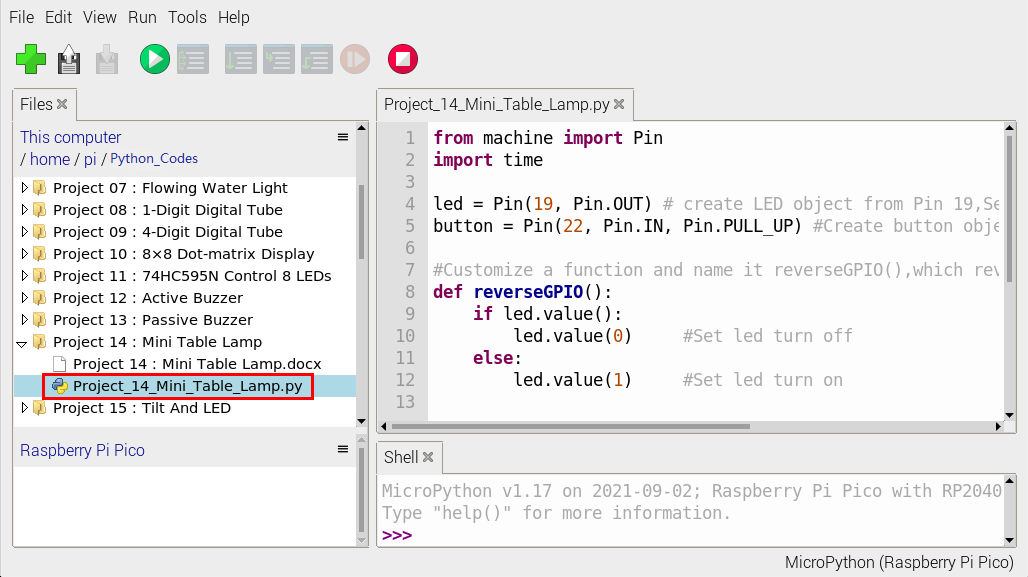 File Edit View Run Tools Help
Files
This computer
/ home / pi / Python_Codes
Project 07 : Flowing Water Light
Project 08 : 1-Digit Digital Tube
Project 09 : 4-Digit Digital Tube
Project 10 : 8×8 Dot-matrix Display
Project 11 : 74HC595N Control 8 LEDs
Project 12 : Active Buzzer
Project 13 : Passive Buzzer
Project 14 : Mini Table Lamp
Project 14 : Mini Table Lamp.docx
Project_14_Mini_Table_Lamp.py
Project 15 : Tilt And LED
Raspberry Pi Pico
Project_14_Mini_Table_Lamp.py
1 from machine import Pin
2 import time
3
4 led = Pin(19, Pin.OUT) # create LED object from Pin 19,Se
5 button = Pin(22, Pin.IN, Pin.PULL_UP) #Create button obje
6
7 #Customize a function and name it reverseGPIO(),which rev
8 def reverseGPIO():
9 if led.value():
10 led.value(0) #Set led turn off
11 else:
12 led.value(1) #Set led turn on
13
Shell
MicroPython v1.17 on 2021-09-02; Raspberry Pi Pico with RP2040
Type "help()" for more information.
>>>
MicroPython (Raspberry Pi Pico)